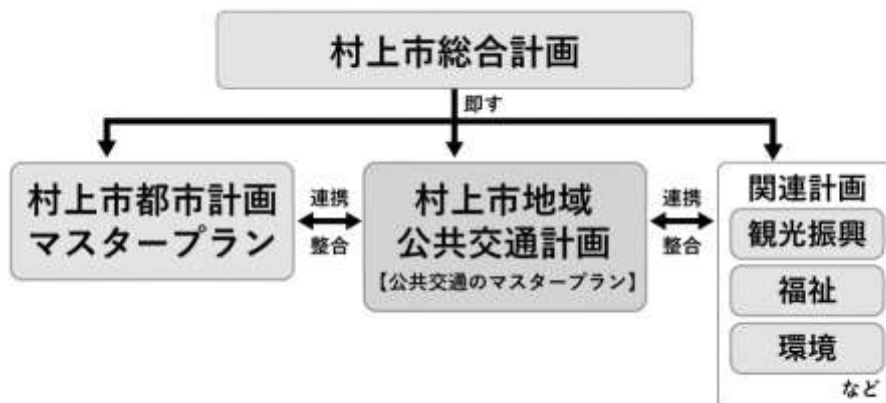 村上市総合計画
即す
村上市都市計画
マスタープラン
連携
整合
村上市地域
公共交通計画
【公共交通のマスタープラン】
連携
整合
関連計画
観光振興
福祉
環境
など